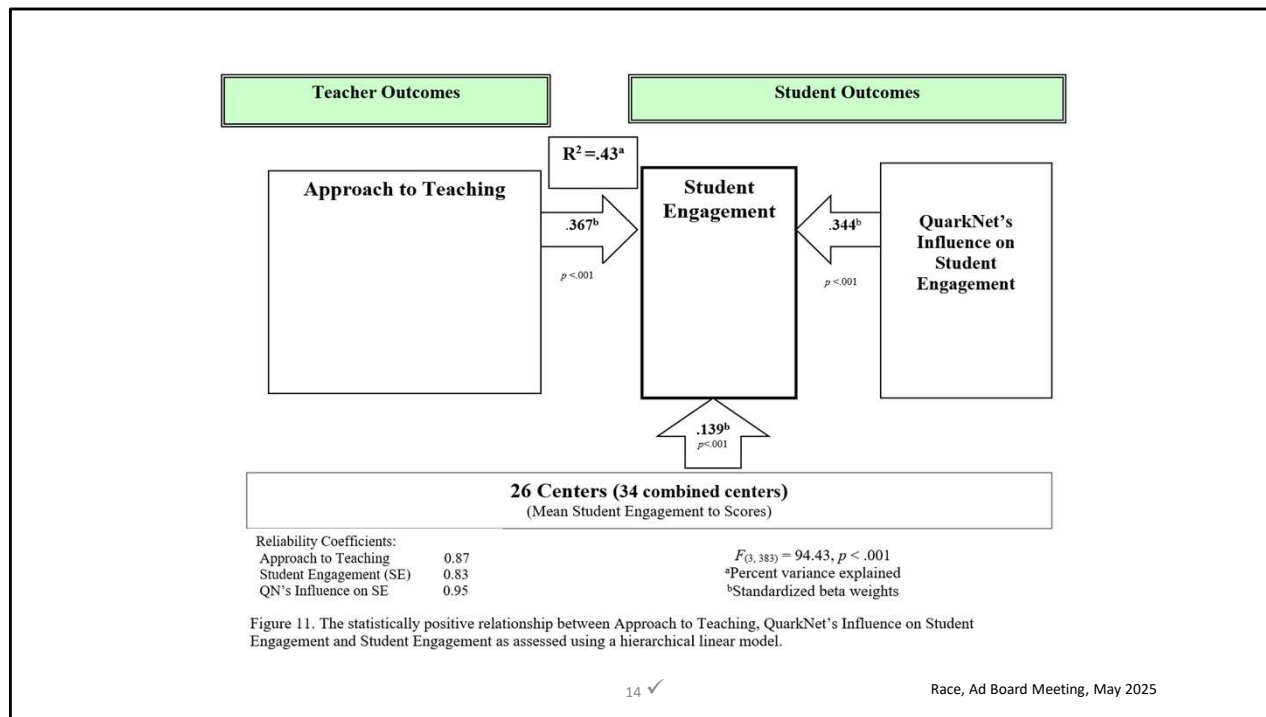 Teacher Outcomes
Student Outcomes
R² =.43ᵃ
Approach to Teaching
.367ᵇ
p <.001
Student
Engagement
.344ᵇ
p <.001
QuarkNet’s
Influence on
Student
Engagement
.139ᵇ
p<.001
26 Centers (34 combined centers)
(Mean Student Engagement to Scores)
Reliability Coefficients:
Approach to Teaching 0.87
Student Engagement (SE) 0.83
QN’s Influence on SE 0.95
F(3, 383) = 94.43, p < .001
ᵃPercent variance explained
ᵇStandardized beta weights
Figure 11. The statistically positive relationship between Approach to Teaching, QuarkNet’s Influence on Student
Engagement and Student Engagement as assessed using a hierarchical linear model.
14 ✓
Race, Ad Board Meeting, May 2025